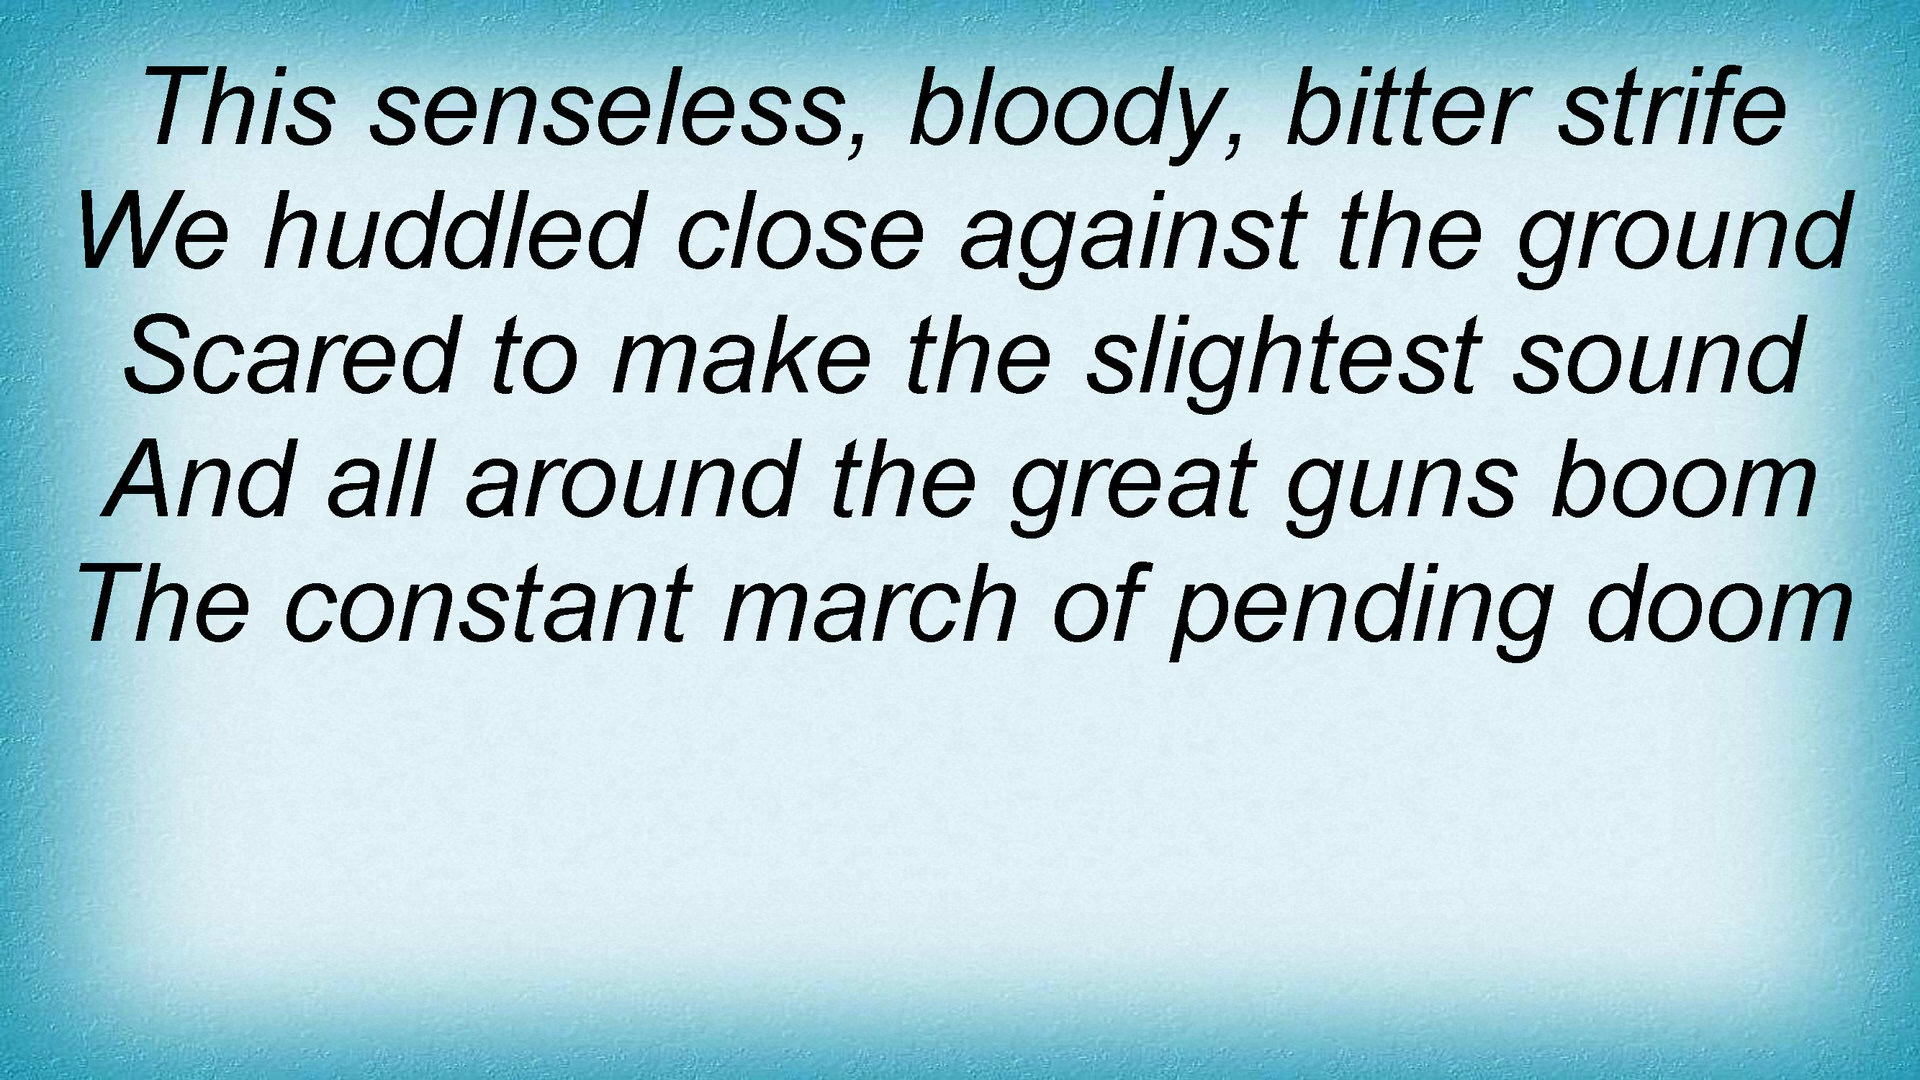 This senseless, bloody, bitter strife
We huddled close against the ground
Scared to make the slightest sound
And all around the great guns boom
The constant march of pending doom